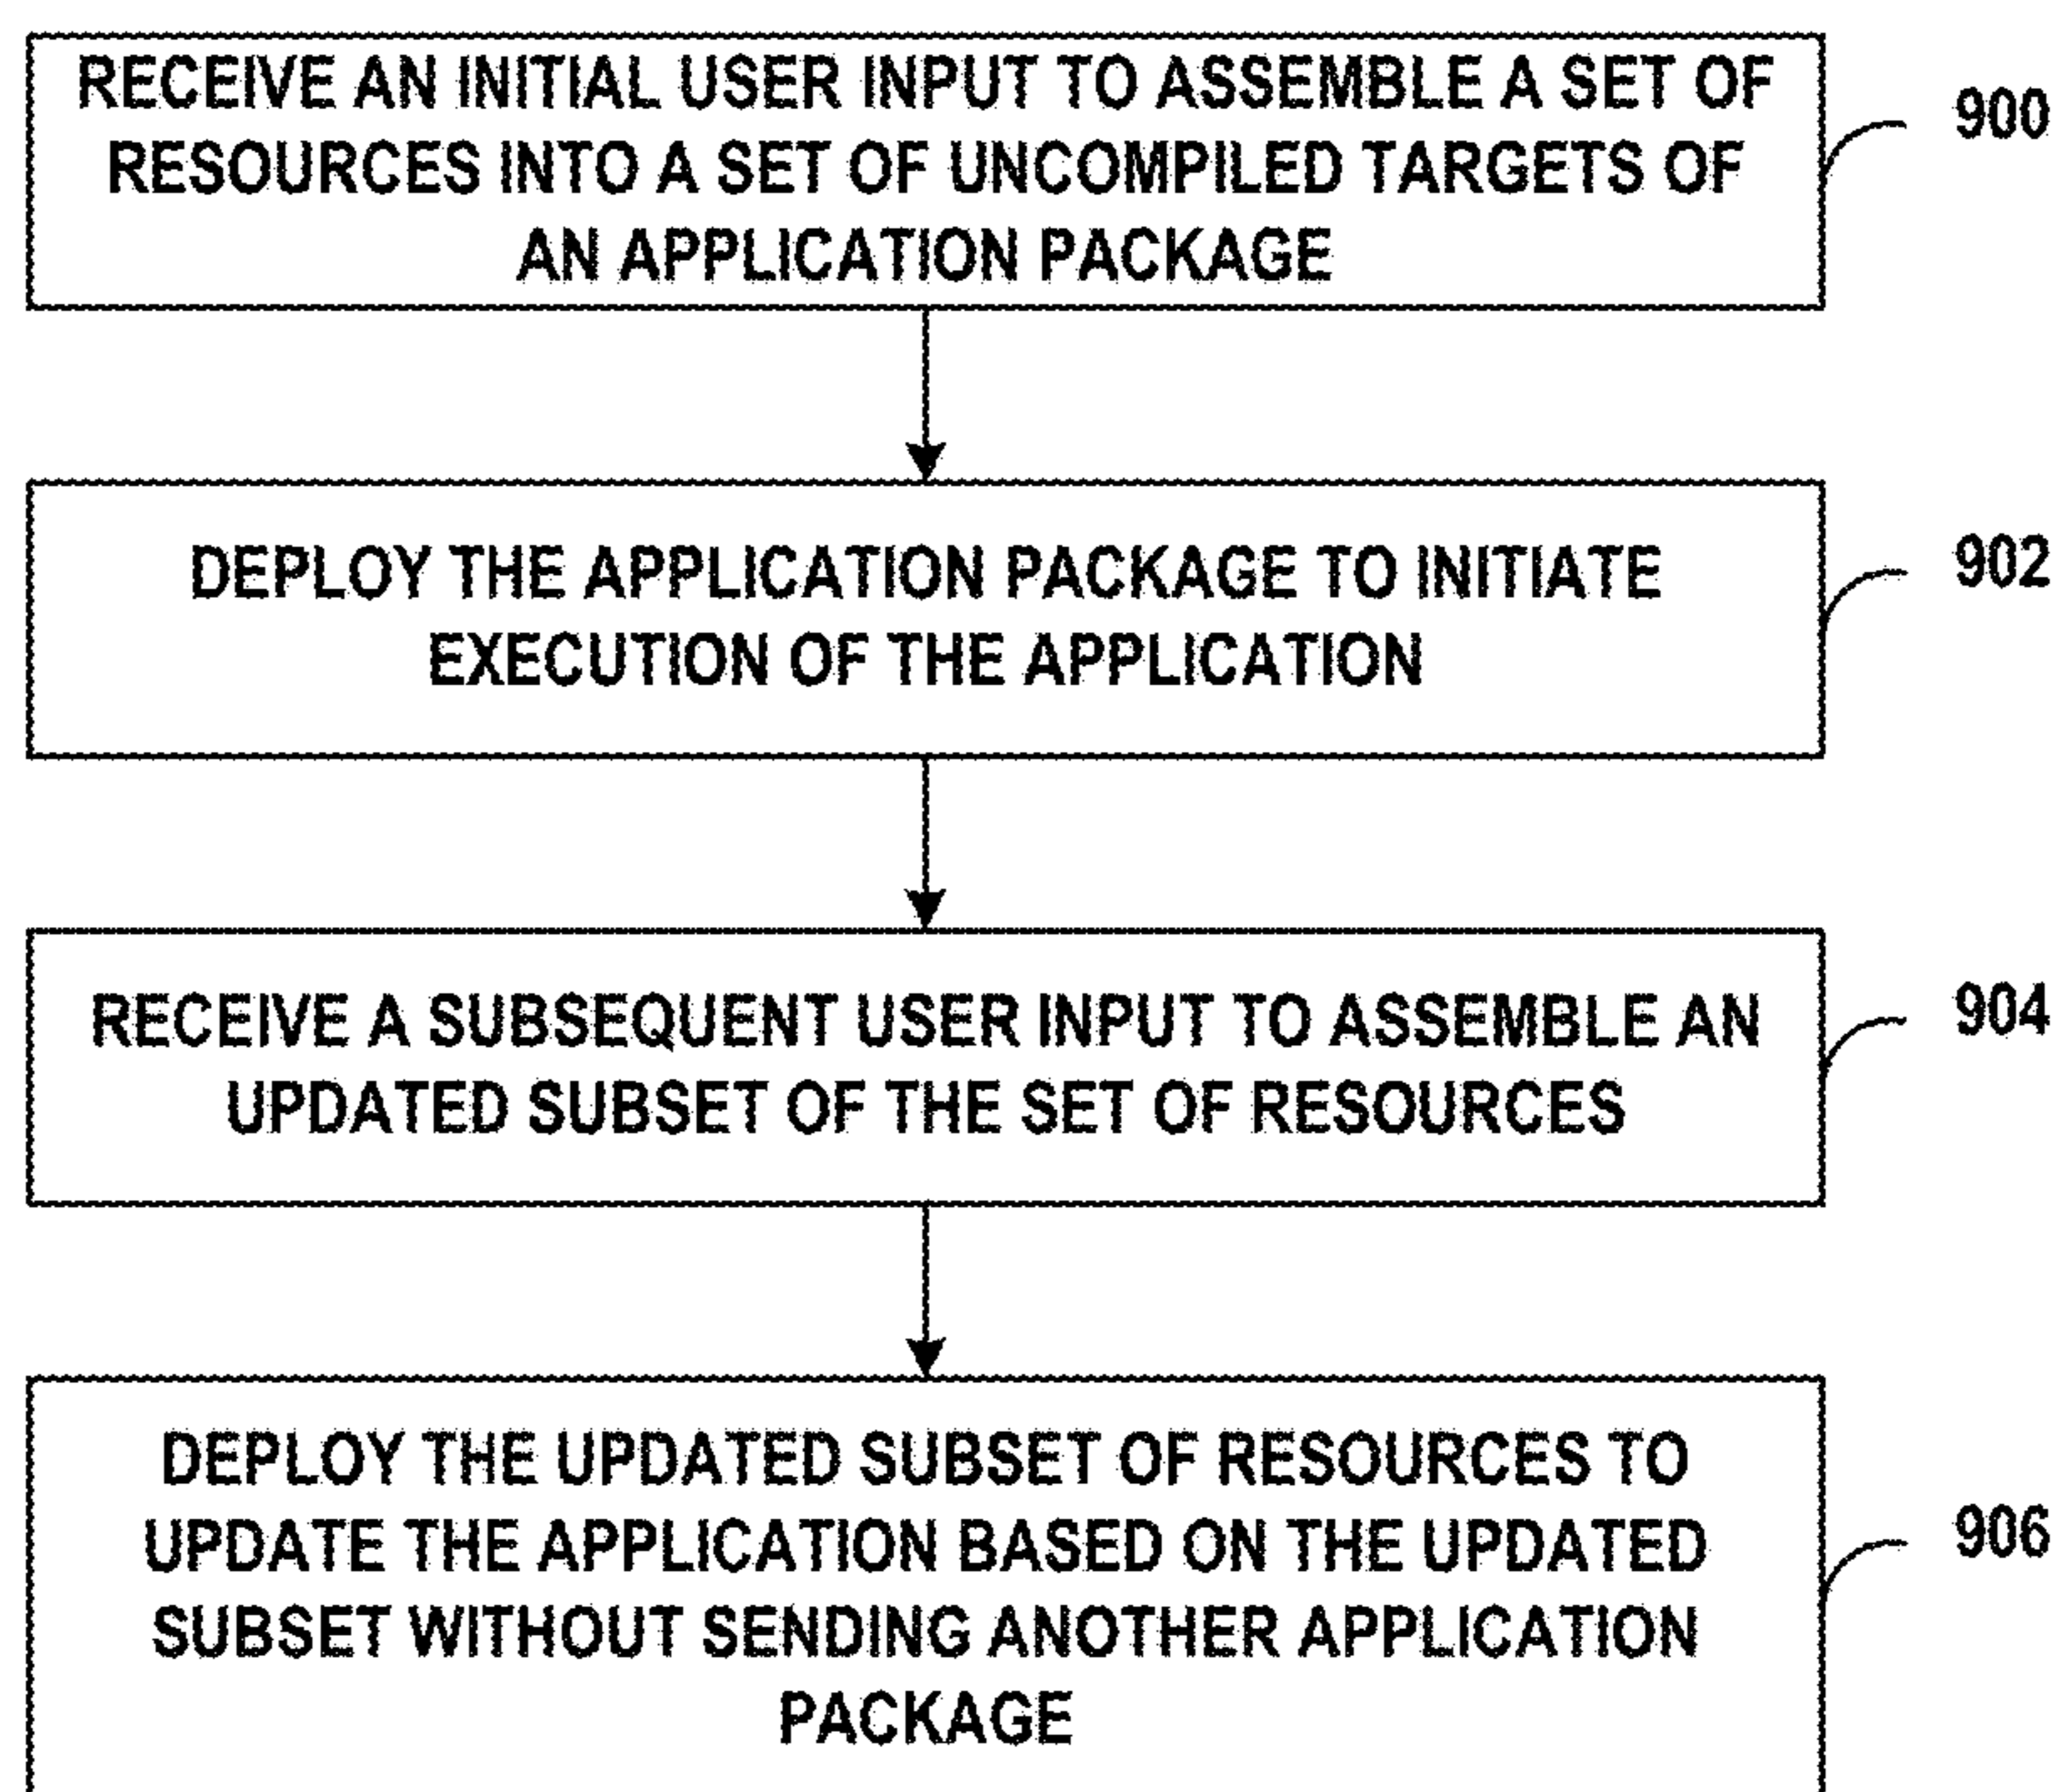 RECEIVE AN INITIAL USER INPUT TO ASSEMBLE A SET OF
RESOURCES INTO A SET OF UNCOMPILED TARGETS OF
AN APPLICATION PACKAGE
900
DEPLOY THE APPLICATION PACKAGE TO INITIATE
EXECUTION OF THE APPLICATION
902
RECEIVE A SUBSEQUENT USER INPUT TO ASSEMBLE AN
UPDATED SUBSET OF THE SET OF RESOURCES
904
DEPLOY THE UPDATED SUBSET OF RESOURCES TO
UPDATE THE APPLICATION BASED ON THE UPDATED
SUBSET WITHOUT SENDING ANOTHER APPLICATION
PACKAGE
906